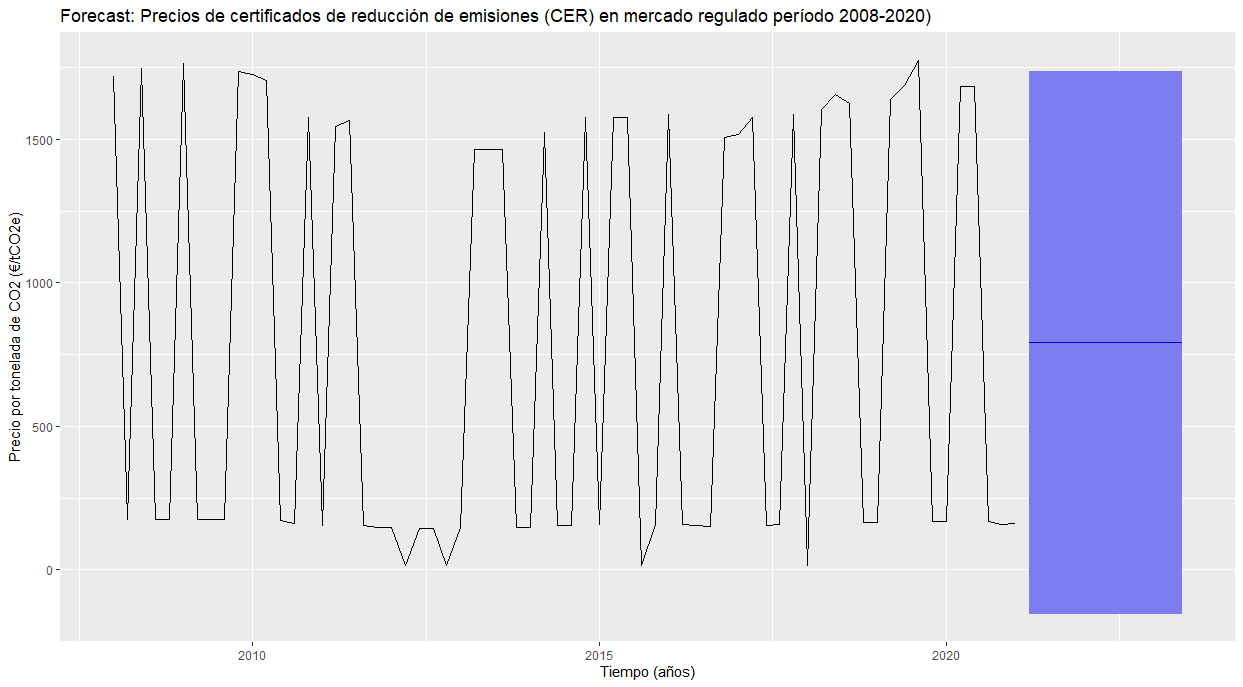 Forecast: Precios de certificados de reducción de emisiones (CER) en mercado regulado período 2008-2020)
Precio por tonelada de CO2 (€/tCO2e)
1500
1000
500
0
2010 2015 2020
Tiempo (años)